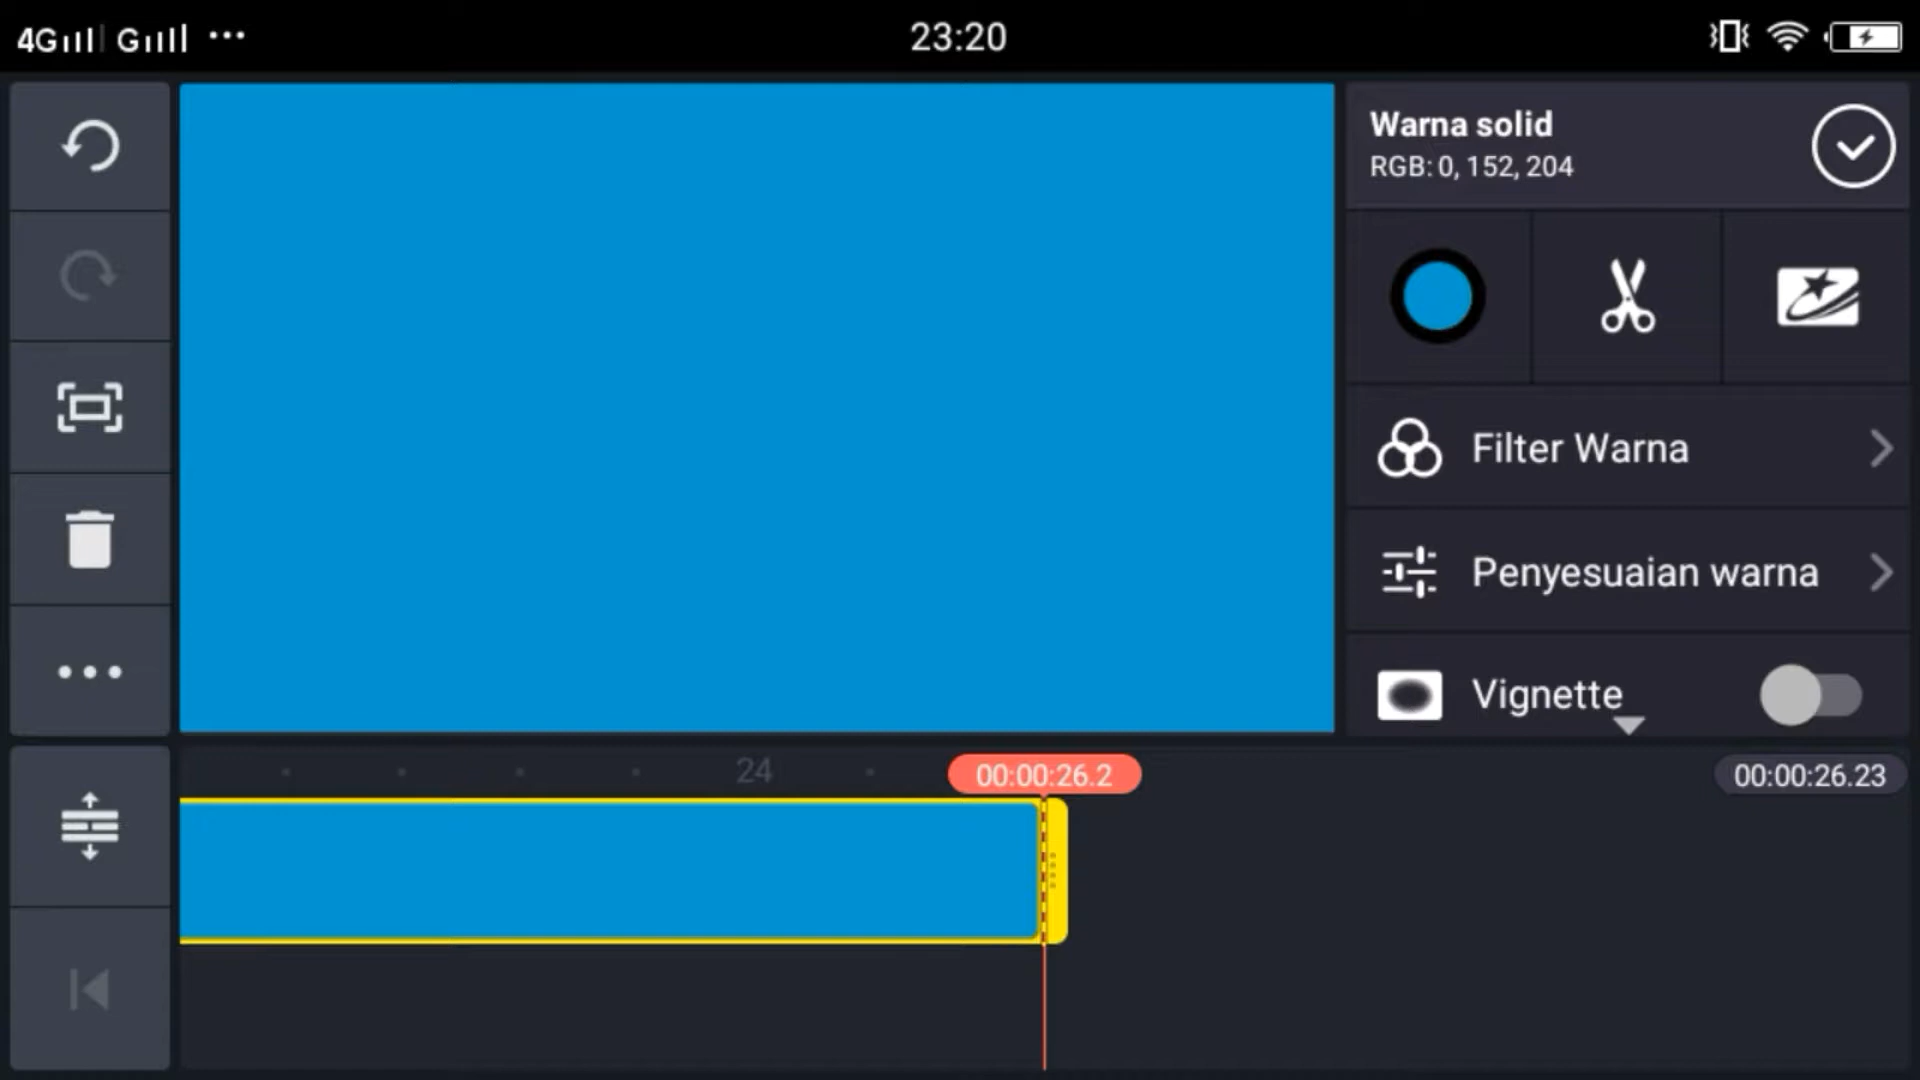 4G G 23:20
Warna solid
RGB: 0, 152, 204
Filter Warna
Penyesuaian warna
Vignette
24 00:00:26.2 00:00:26.23